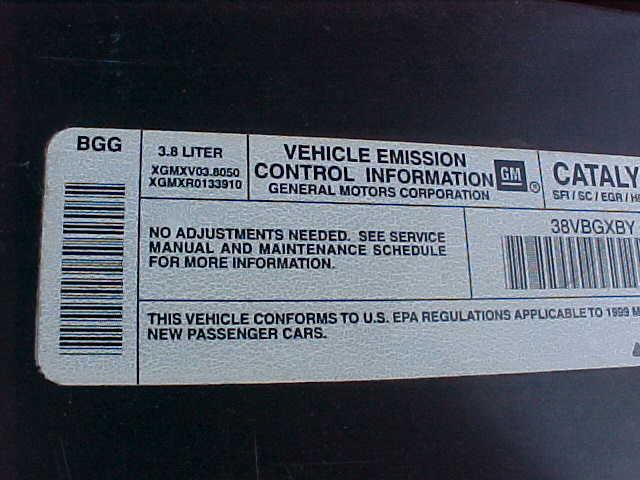 BGG
3.8 LITER
XGMXV03.8050
XGMXR0133910
VEHICLE EMISSION
CONTROL INFORMATION
GENERAL MOTORS CORPORATION
GM ®
CATALY
SFI / SC / EGR /
NO ADJUSTMENTS NEEDED. SEE SERVICE
MANUAL AND MAINTENANCE SCHEDULE
FOR MORE INFORMATION.
38VBGXBY
THIS VEHICLE CONFORMS TO U.S. EPA REGULATIONS APPLICABLE TO 1999 M
NEW PASSENGER CARS.